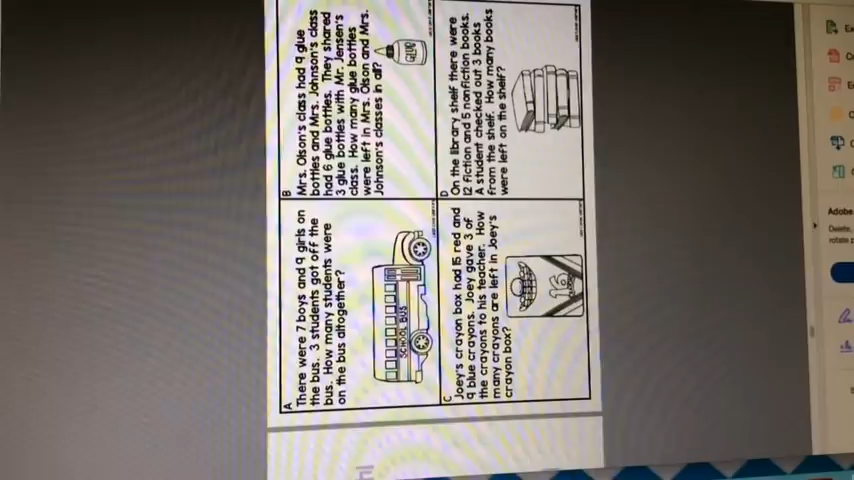 A
There were 7 boys and 9 girls on
the bus. 3 students got off the
bus. How many students were
on the bus altogether?
SCHOOL BUS
B
Mrs. Olson's class had 9 glue
bottles and Mrs. Johnson's class
had 6 glue bottles. They shared
3 glue bottles with Mr. Jensen's
class. How many glue bottles
were left in Mrs. Olson and Mrs.
Johnson's classes in all?
GLUE
C
Joey's crayon box had 15 red and
9 blue crayons. Joey gave 3 of
the crayons to his teacher. How
many crayons are left in Joey's
crayon box?
16
D
On the library shelf there were
12 fiction and 5 nonfiction books.
A student checked out 3 books
from the shelf. How many books
were left on the shelf?
Adobe
Delete,
rotate